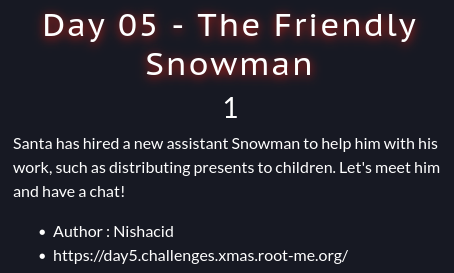 Day 05 - The Friendly
Snowman
1
Santa has hired a new assistant Snowman to help him with his
work, such as distributing presents to children. Let's meet him
and have a chat!
• Author : Nishacid
• https://day5.challenges.xmas.root-me.org/